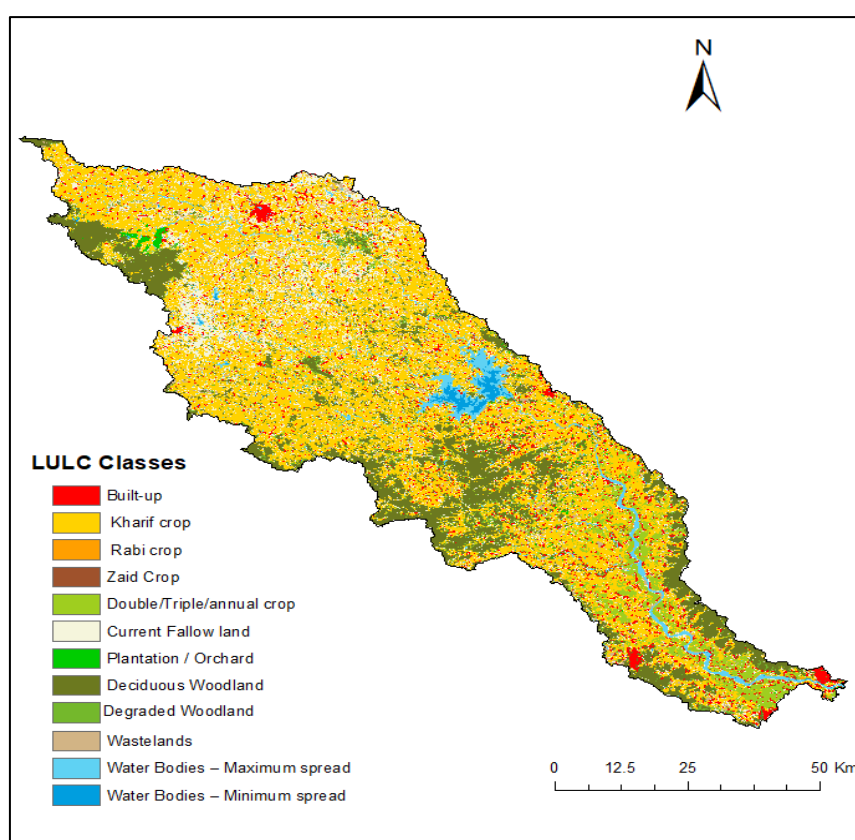 N
LULC Classes
Built-up
Kharif crop
Rabi crop
Zaid Crop
Double/Triple/annual crop
Current Fallow land
Plantation / Orchard
Deciduous Woodland
Degraded Woodland
Wastelands
Water Bodies – Maximum spread
Water Bodies – Minimum spread
0 12.5 25 50 Km